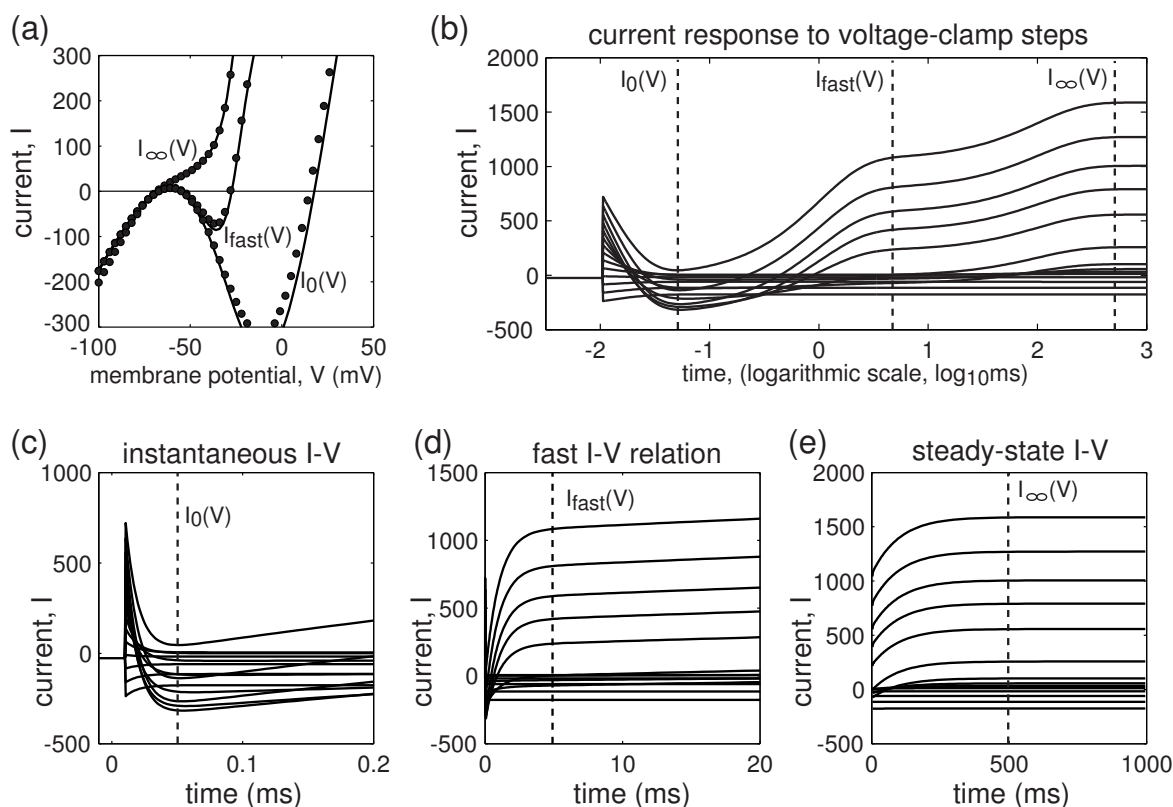 (a)
300
200
100
0
-100
-200
-300
current, I
I∞(V)
Ifast(V)
I0(V)
-100 -50 0 50
membrane potential, V (mV)
(b)
current response to voltage-clamp steps
2000
1500
1000
500
0
-500
current, I
I0(V) Ifast(V) I∞(V)
-2 -1 0 1 2 3
time, (logarithmic scale, log10ms)
(c)
instantaneous I-V
1000
500
0
-500
current, I
I0(V)
0 0.1 0.2
time (ms)
(d)
fast I-V relation
1000
500
0
-500
current, I
Ifast(V)
0 10 20
time (ms)
(e)
steady-state I-V
2000
1500
1000
500
0
-500
current, I
I∞(V)
0 500 1000
time (ms)